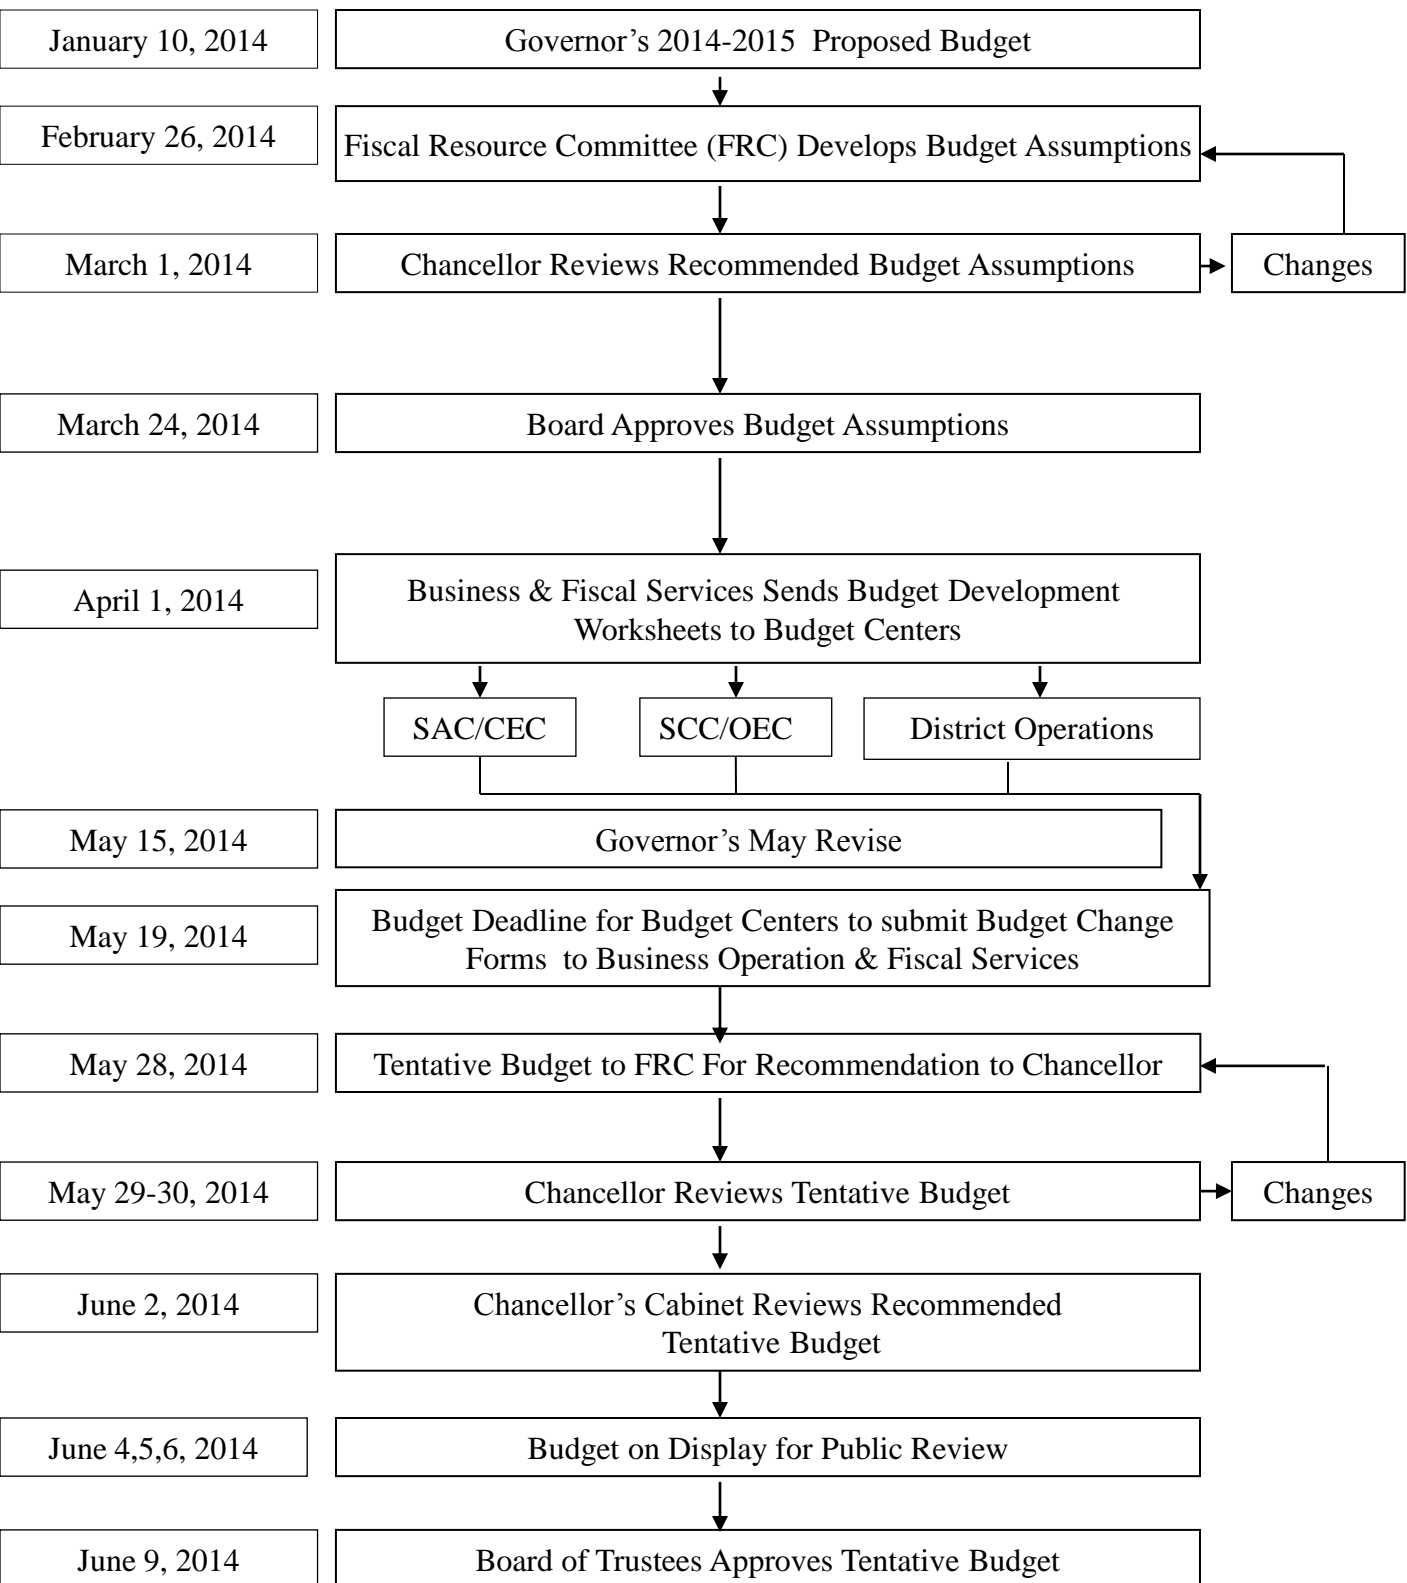 January 10, 2014
Governor’s 2014-2015  Proposed Budget
February 26, 2014
Fiscal Resource Committee (FRC) Develops Budget Assumptions
March 1, 2014
Chancellor Reviews Recommended Budget Assumptions
Changes
March 24, 2014
Board Approves Budget Assumptions
April 1, 2014
Business & Fiscal Services Sends Budget Development
Worksheets to Budget Centers
SAC/CEC
SCC/OEC
District Operations
May 15, 2014
Governor’s May Revise
May 19, 2014
Budget Deadline for Budget Centers to submit Budget Change
Forms  to Business Operation & Fiscal Services
May 28, 2014
Tentative Budget to FRC For Recommendation to Chancellor
May 29-30, 2014
Chancellor Reviews Tentative Budget
Changes
June 2, 2014
Chancellor’s Cabinet Reviews Recommended
Tentative Budget
June 4,5,6, 2014
Budget on Display for Public Review
June 9, 2014
Board of Trustees Approves Tentative Budget